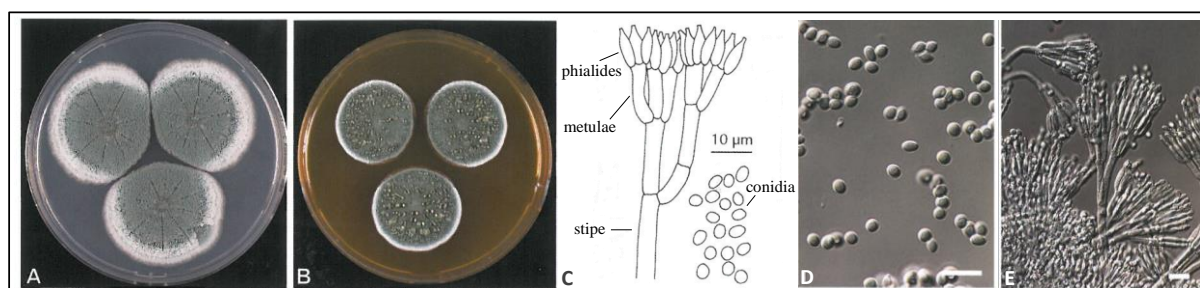 A
B
C
phialides
metulae
10 µm
conidia
stipe
D
E